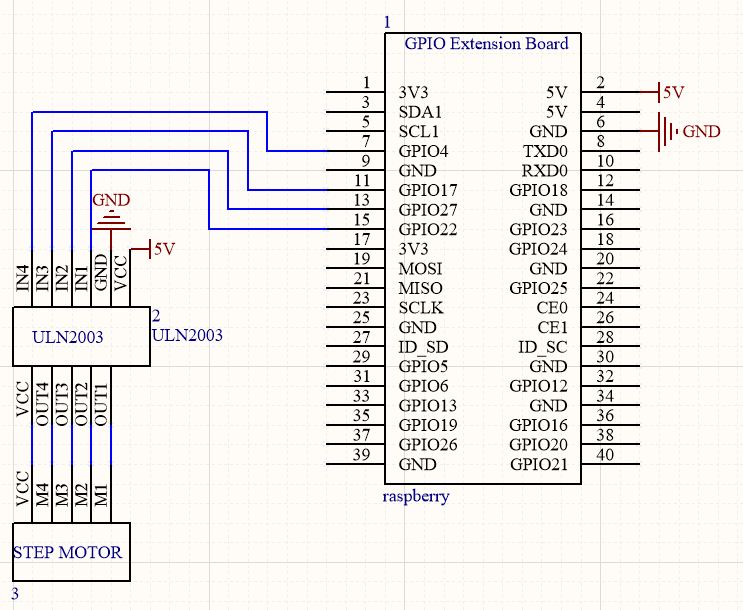 1
GPIO Extension Board
1 3V3 5V 2 5V
3 SDA1 5V 4
5 SCL1 GND 6 GND
7 GPIO4 TXD0 8
9 GND RXD0 10
11 GPIO17 GPIO18 12
13 GPIO27 GND 14
15 GPIO22 GPIO23 16
17 3V3 GPIO24 18
19 MOSI GND 20
21 MISO GPIO25 22
23 SCLK CE0 24
25 GND CE1 26
27 ID_SD ID_SC 28
29 GPIO5 GND 30
31 GPIO6 GPIO12 32
33 GPIO13 GND 34
35 GPIO19 GPIO16 36
37 GPIO26 GPIO20 38
39 GND GPIO21 40
raspberry
GND
5V
IN4
IN3
IN2
IN1
GND
VCC
2
ULN2003
ULN2003
VCC
OUT4
OUT3
OUT2
OUT1
VCC
M4
M3
M2
M1
STEP MOTOR
3